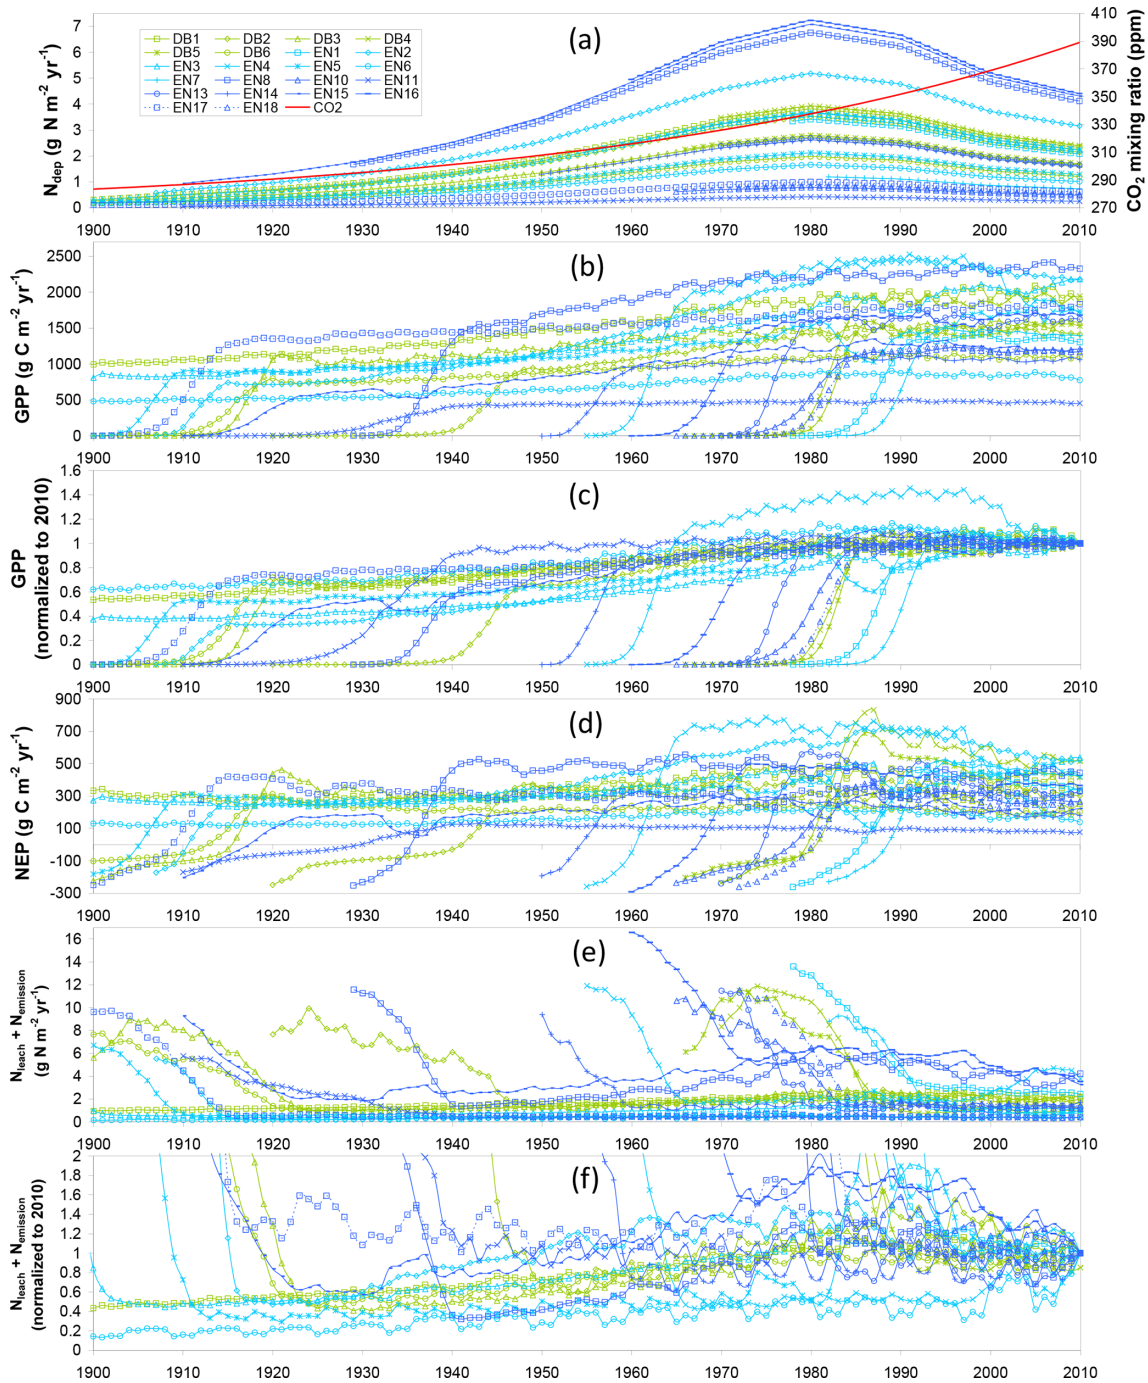 (a)
N_dep (g N m⁻² yr⁻¹)
7
6
5
4
3
2
1
0
DB1 DB2 DB3 DB4
DB5 DB6 EN1 EN2
EN3 EN4 EN5 EN6
EN7 EN8 EN10 EN11
EN13 EN14 EN15 EN16
EN17 EN18 CO2
CO₂ mixing ratio (ppm)
410
390
370
350
330
310
290
270
1900 1910 1920 1930 1940 1950 1960 1970 1980 1990 2000 2010
(b)
GPP (g C m⁻² yr⁻¹)
2500
2000
1500
1000
500
0
1900 1910 1920 1930 1940 1950 1960 1970 1980 1990 2000 2010
(c)
GPP
(normalized to 2010)
1.6
1.4
1.2
1
0.8
0.6
0.4
0.2
0
1900 1910 1920 1930 1940 1950 1960 1970 1980 1990 2000 2010
(d)
NEP (g C m⁻² yr⁻¹)
900
700
500
300
100
-100
-300
1900 1910 1920 1930 1940 1950 1960 1970 1980 1990 2000 2010
(e)
N_leach + N_emission
(g N m⁻² yr⁻¹)
16
14
12
10
8
6
4
2
0
1900 1910 1920 1930 1940 1950 1960 1970 1980 1990 2000 2010
(f)
N_leach + N_emission
(normalized to 2010)
2
1.8
1.6
1.4
1.2
1
0.8
0.6
0.4
0.2
0
1900 1910 1920 1930 1940 1950 1960 1970 1980 1990 2000 2010